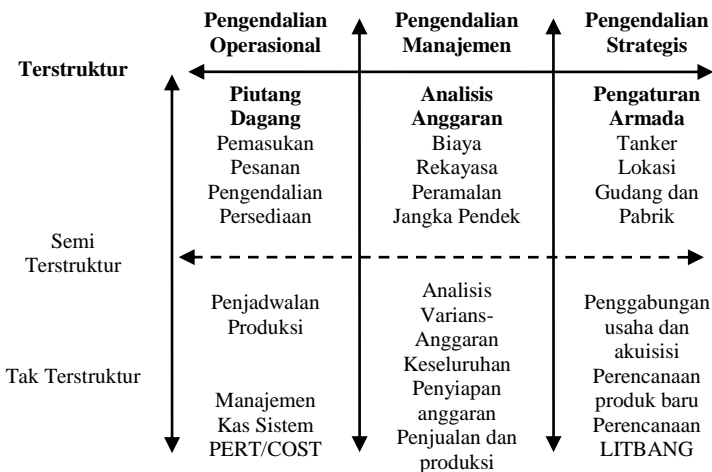 Pengendalian
Operasional
Pengendalian
Manajemen
Pengendalian
Strategis
Terstruktur
Piutang
Dagang
Pemasukan
Pesanan
Pengendalian
Persediaan
Analisis
Anggaran
Biaya
Rekayasa
Peramalan
Jangka Pendek
Pengaturan
Armada
Tanker
Lokasi
Gudang dan
Pabrik
Semi
Terstruktur
Penjadwalan
Produksi
Analisis
Varians-
Anggaran
Keseluruhan
Penyiapan
anggaran
Penjualan dan
produksi
Penggabungan
usaha dan
akuisisi
Perencanaan
produk baru
Perencanaan
LITBANG
Tak Terstruktur
Manajemen
Kas Sistem
PERT/COST